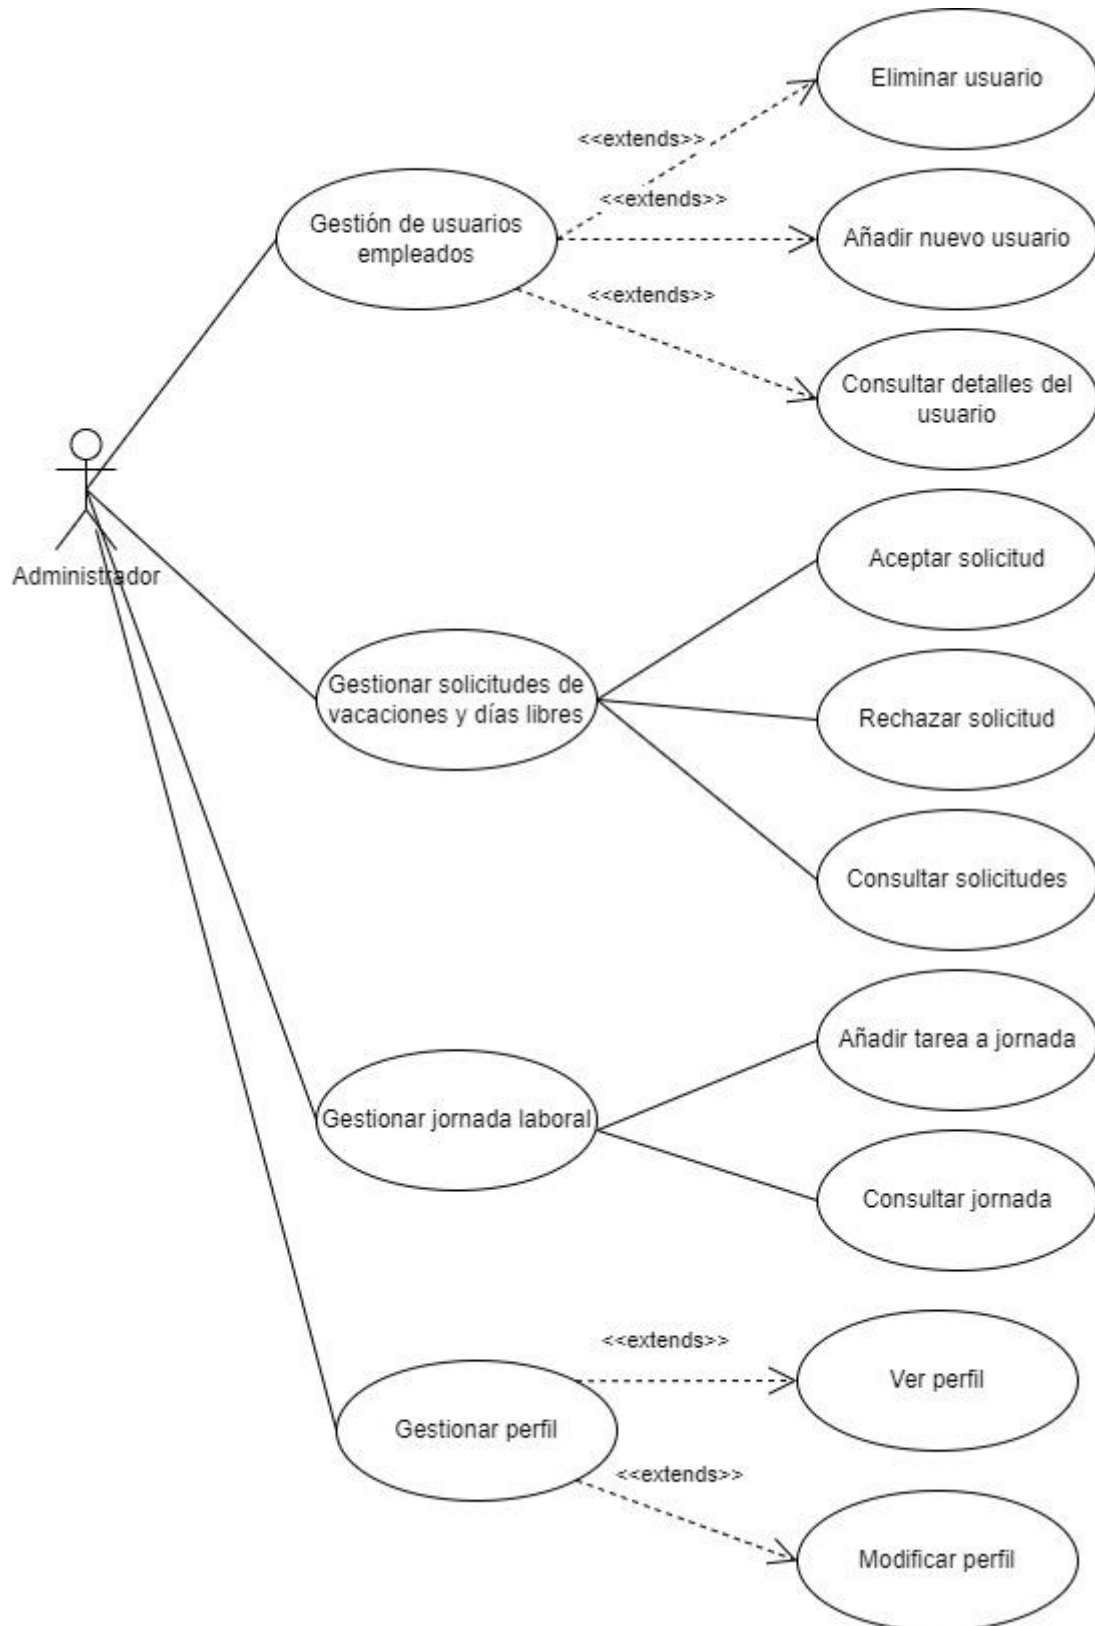 Eliminar usuario
<<extends>>
<<extends>>
Gestión de usuarios
empleados
Añadir nuevo usuario
<<extends>>
Consultar detalles del
usuario
Administrador
Aceptar solicitud
Gestionar solicitudes de
vacaciones y días libres
Rechazar solicitud
Consultar solicitudes
Añadir tarea a jornada
Gestionar jornada laboral
Consultar jornada
<<extends>>
Ver perfil
Gestionar perfil
<<extends>>
Modificar perfil